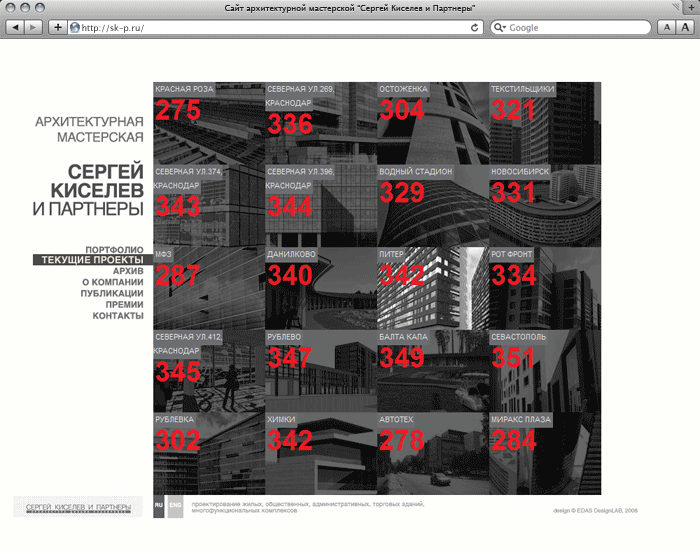 Сайт архитектурной мастерской "Сергей Киселев и Партнеры"
http://sk-p.ru/
Google
A A
АРХИТЕКТУРНАЯ
МАСТЕРСКАЯ
СЕРГЕЙ
КИСЕЛЕВ
И ПАРТНЕРЫ
ПОРТФОЛИО
ТЕКУЩИЕ ПРОЕКТЫ
АРХИВ
О КОМПАНИИ
ПУБЛИКАЦИИ
ПРЕМИИ
КОНТАКТЫ
КРАСНАЯ РОЗА
275
СЕВЕРНАЯ УЛ.269,
КРАСНОДАР
336
ОСТОЖЕНКА
304
ТЕКСТИЛЬЩИКИ
321
СЕВЕРНАЯ УЛ.374,
КРАСНОДАР
343
СЕВЕРНАЯ УЛ.396,
КРАСНОДАР
344
ВОДНЫЙ СТАДИОН
329
НОВОСИБИРСК
331
МФЗ
287
ДАНИЛКОВО
340
ПИТЕР
342
РОТ ФРОНТ
334
СЕВЕРНАЯ УЛ.412,
КРАСНОДАР
345
РУБЛЕВО
347
БАЛТА КАПА
349
СЕВАСТОПОЛЬ
351
РУБЛЕВКА
302
ХИМКИ
342
АВТОТЕХ
278
МИРАКС ПЛАЗА
284
СЕРГЕЙ КИСЕЛЕВ И ПАРТНЕРЫ
RU ENG
проектирование жилых, общественных, административных, торговых зданий,
многофункциональных комплексов
design © EDAS DesignLAB, 2008